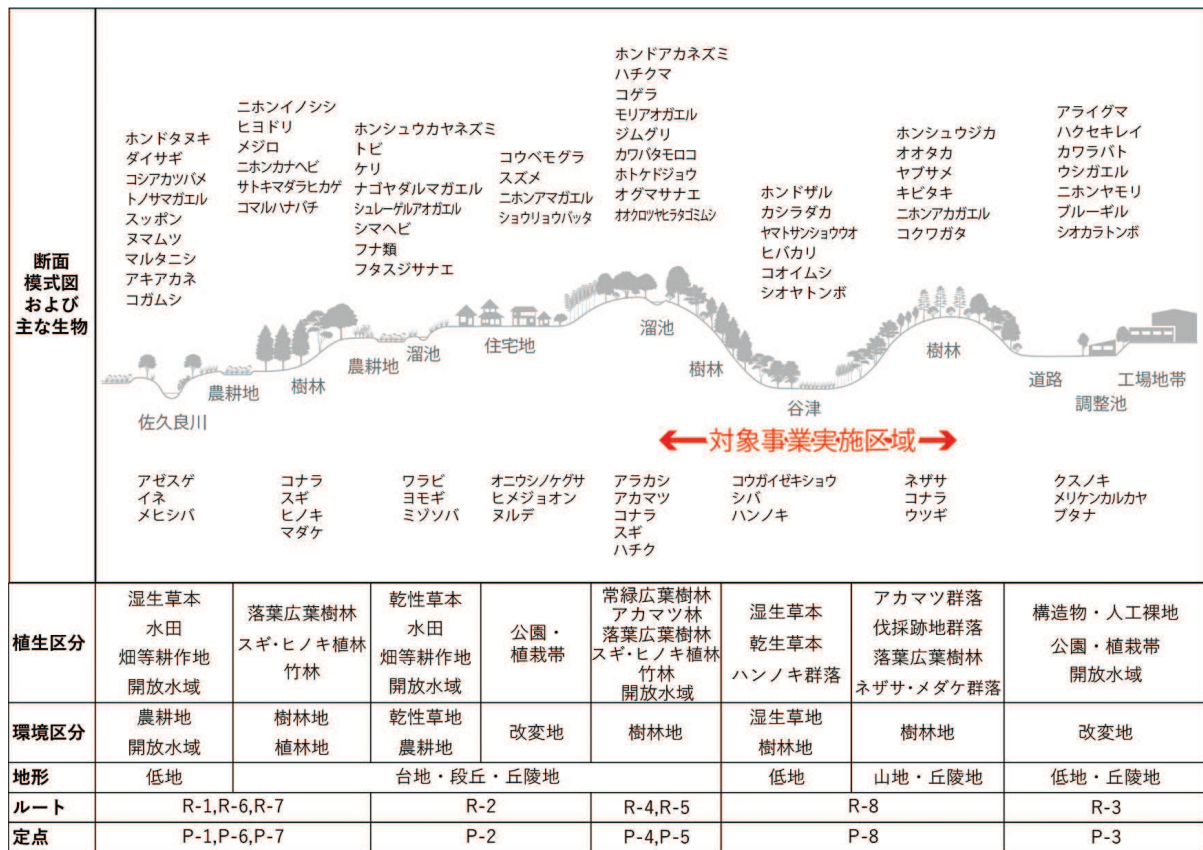 断面
模式図
および
主な生物
ホンドタヌキ
ダイサギ
コシアカツバメ
トノサマガエル
スッポン
ヌマムツ
マルタニシ
アキアカネ
コガムシ
ニホンイノシシ
ヒヨドリ
メジロ
ニホンカナヘビ
サトキマダラヒカゲ
コマルハナバチ
ホンシュウカヤネズミ
トビ
ケリ
ナゴヤダルマガエル
シュレーゲルアオガエル
シマヘビ
フナ類
フタスジサナエ
コウベモグラ
スズメ
ニホンアマガエル
ショウリョウバッタ
ホンドアカネズミ
ハチクマ
コゲラ
モリアオガエル
ジムグリ
カワバタモロコ
ホトケドジョウ
オグマサナエ
オオクロツヤヒラタゴミムシ
ホンドザル
カシラダカ
ヤマトサンショウウオ
ヒバカリ
コオイムシ
シオヤトンボ
ホンシュウジカ
オオタカ
ヤブサメ
キビタキ
ニホンアカガエル
コクワガタ
アライグマ
ハクセキレイ
カワラバト
ウシガエル
ニホンヤモリ
ブルーギル
シオカラトンボ
佐久良川
農耕地
樹林
農耕地
溜池
住宅地
溜池
樹林
谷津
樹林
道路
調整池
工場地帯
対象事業実施区域
アゼスゲ
イネ
メヒシバ
コナラ
スギ
ヒノキ
マダケ
ワラビ
ヨモギ
ミゾソバ
オニウシノケグサ
ヒメジョオン
ヌルデ
アラカシ
アカマツ
コナラ
スギ
ハチク
コウガイゼキショウ
シバ
ハンノキ
ネザサ
コナラ
ウツギ
クスノキ
メリケンカルカヤ
ブタナ
植生区分
湿生草本
水田
畑等耕作地
開放水域
落葉広葉樹林
スギ・ヒノキ植林
竹林
乾性草本
水田
畑等耕作地
開放水域
公園・
植栽帯
常緑広葉樹林
アカマツ林
落葉広葉樹林
スギ・ヒノキ植林
竹林
開放水域
湿生草本
乾生草本
ハンノキ群落
アカマツ群落
伐採跡地群落
落葉広葉樹林
ネザサ・メダケ群落
構造物・人工裸地
公園・植栽帯
開放水域
環境区分
農耕地
開放水域
樹林地
植林地
乾性草地
農耕地
改変地
樹林地
湿生草地
樹林地
樹林地
改変地
地形
低地
台地・段丘・丘陵地
低地
山地・丘陵地
低地・丘陵地
ルート
R-1,R-6,R-7
R-2
R-4,R-5
R-8
R-3
定点
P-1,P-6,P-7
P-2
P-4,P-5
P-8
P-3